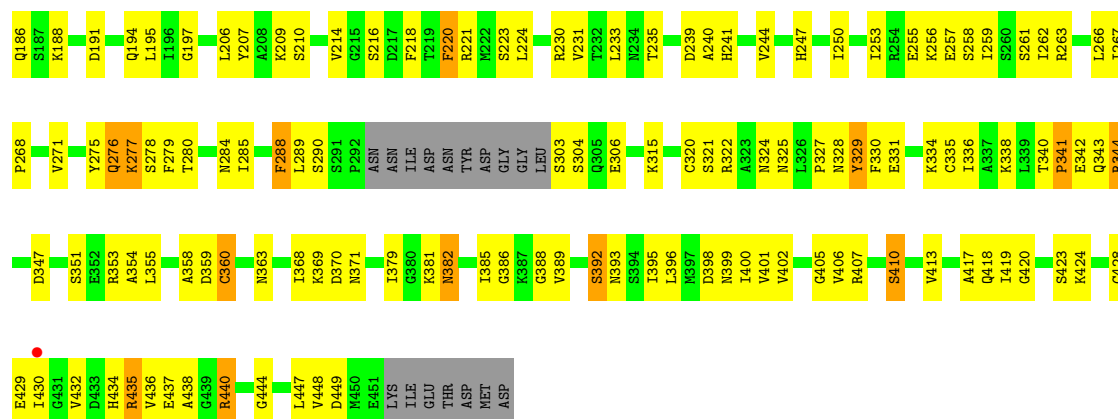 Q186 S187 K188 D191 Q194 L195 I196 G197 L206 Y207 A208 K209 S210 V214 G215 S216 D217 F218 T219 F220 R221 M222 S223 L224 R230 V231 T232 L233 N234 T235 D239 A240 H241 V244 H247 I250 I253 R254 E255 K256 E257 S258 I259 S260 S261 I262 R263 L266
P268 V271 Y275 Q276 K277 S278 F279 T280 N284 I285 F288 L289 S290 S291 P292 ASN ASN ILE ASP ASN TYR ASP GLY GLY LEU S303 S304 Q305 E306 K315 C320 S321 R322 A323 N324 N325 L326 P327 N328 Y329 F330 E331 K334 C335 I336 A337 K338 L339 T340 P341 E342 Q343
D347 S351 E352 R353 A354 L355 A358 D359 C360 N363 I368 K369 D370 N371 I379 G380 K381 N382 I385 G386 K387 G388 V389 S392 N393 S394 I395 L396 M397 D398 N399 I400 V401 V402 G405 V406 R407 S410 V413 A417 Q418 I419 G420 S423 K424
E429 I430 G431 V432 D433 H434 R435 V436 E437 A438 G439 R440 G444 L447 V448 D449 M450 E451 LYS ILE GLU THR ASP MET ASP